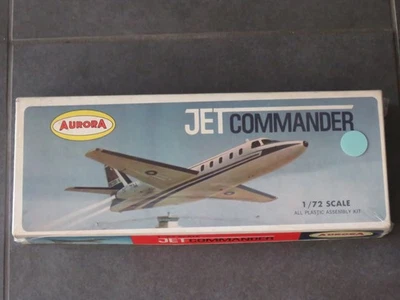 AURORA
JET COMMANDER
1/72 SCALE
ALL PLASTIC ASSEMBLY KIT
JET COMMANDER